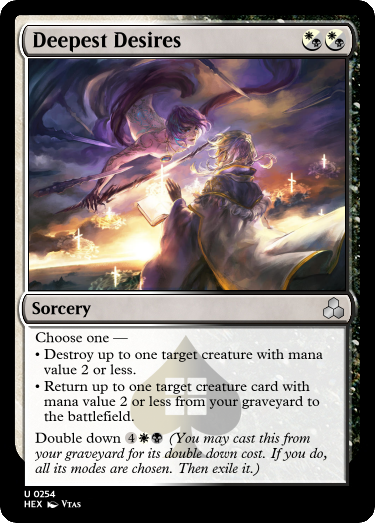 Deepest Desires
Sorcery
Choose one —
• Destroy up to one target creature with mana
value 2 or less.
• Return up to one target creature card with
mana value 2 or less from your graveyard to
the battlefield.
Double down 4 (You may cast this from
your graveyard for its double down cost. If you do,
all its modes are chosen. Then exile it.)
U 0254
HEX VTAS